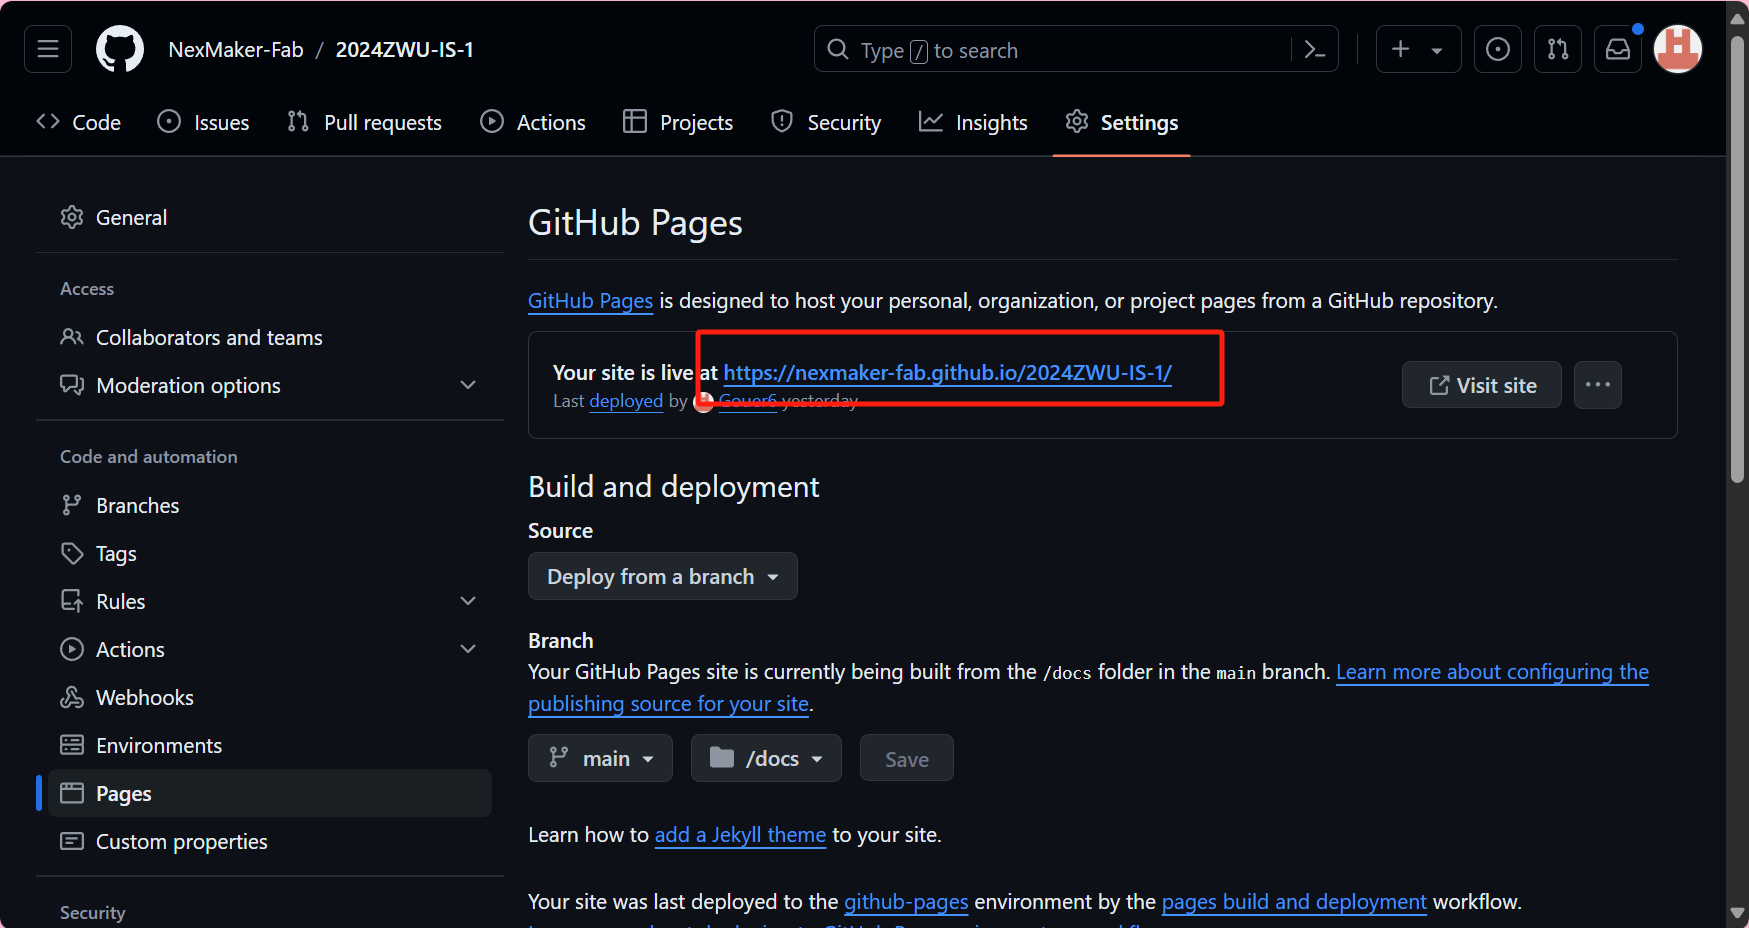 NexMaker-Fab / 2024ZWU-IS-1
Type / to search
Code Issues Pull requests Actions Projects Security Insights Settings
General
Access
Collaborators and teams
Moderation options
Code and automation
Branches
Tags
Rules
Actions
Webhooks
Environments
Pages
Custom properties
Security
GitHub Pages
GitHub Pages is designed to host your personal, organization, or project pages from a GitHub repository.
Your site is live at https://nexmaker-fab.github.io/2024ZWU-IS-1/
Last deployed by Gouer6 yesterday
Visit site
Build and deployment
Source
Deploy from a branch
Branch
Your GitHub Pages site is currently being built from the /docs folder in the main branch. Learn more about configuring the
publishing source for your site.
main /docs Save
Learn how to add a Jekyll theme to your site.
Your site was last deployed to the github-pages environment by the pages build and deployment workflow.